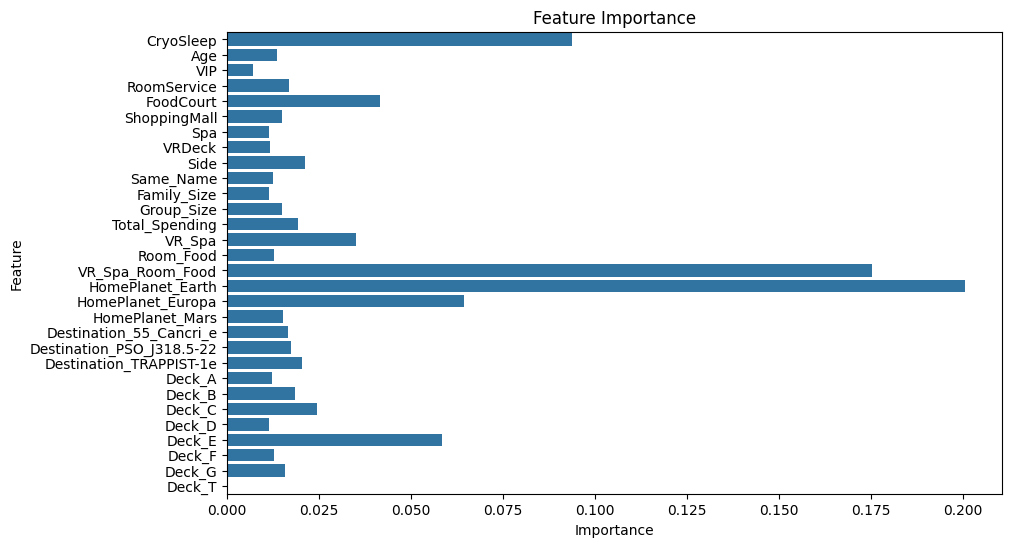 Feature Importance
CryoSleep
Age
VIP
RoomService
FoodCourt
ShoppingMall
Spa
VRDeck
Side
Same_Name
Family_Size
Group_Size
Total_Spending
VR_Spa
Room_Food
VR_Spa_Room_Food
HomePlanet_Earth
HomePlanet_Europa
HomePlanet_Mars
Destination_55_Cancri_e
Destination_PSO_J318.5-22
Destination_TRAPPIST-1e
Deck_A
Deck_B
Deck_C
Deck_D
Deck_E
Deck_F
Deck_G
Deck_T
Feature
0.000 0.025 0.050 0.075 0.100 0.125 0.150 0.175 0.200
Importance